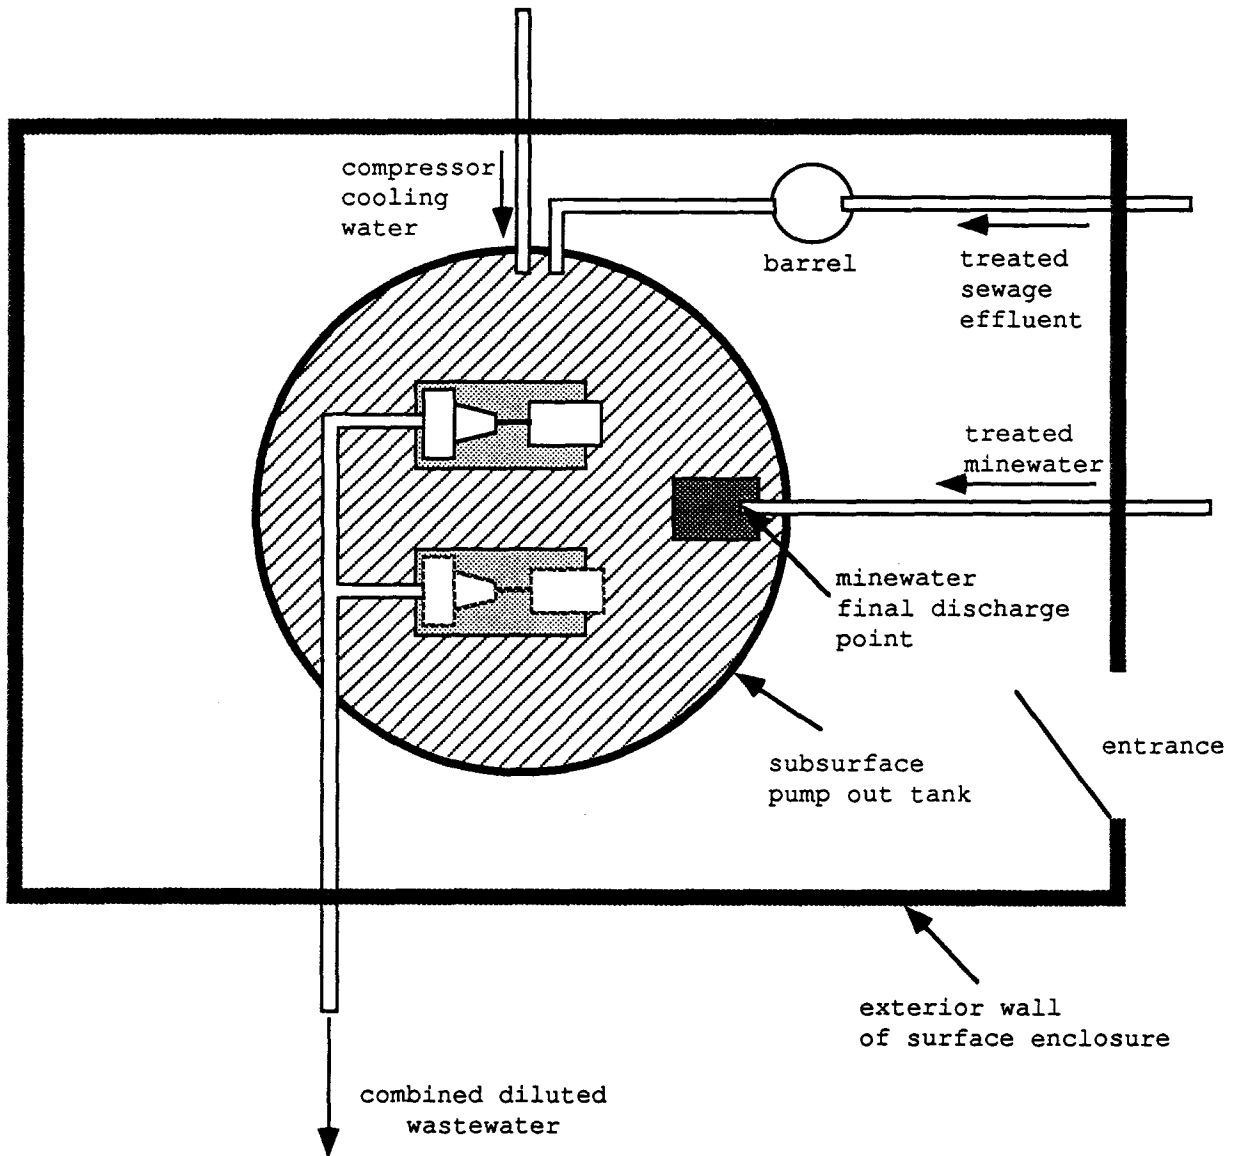 compressor
cooling
water
barrel
treated
sewage
effluent
treated
minewater
minewater
final discharge
point
entrance
subsurface
pump out tank
exterior wall
of surface enclosure
combined diluted
wastewater